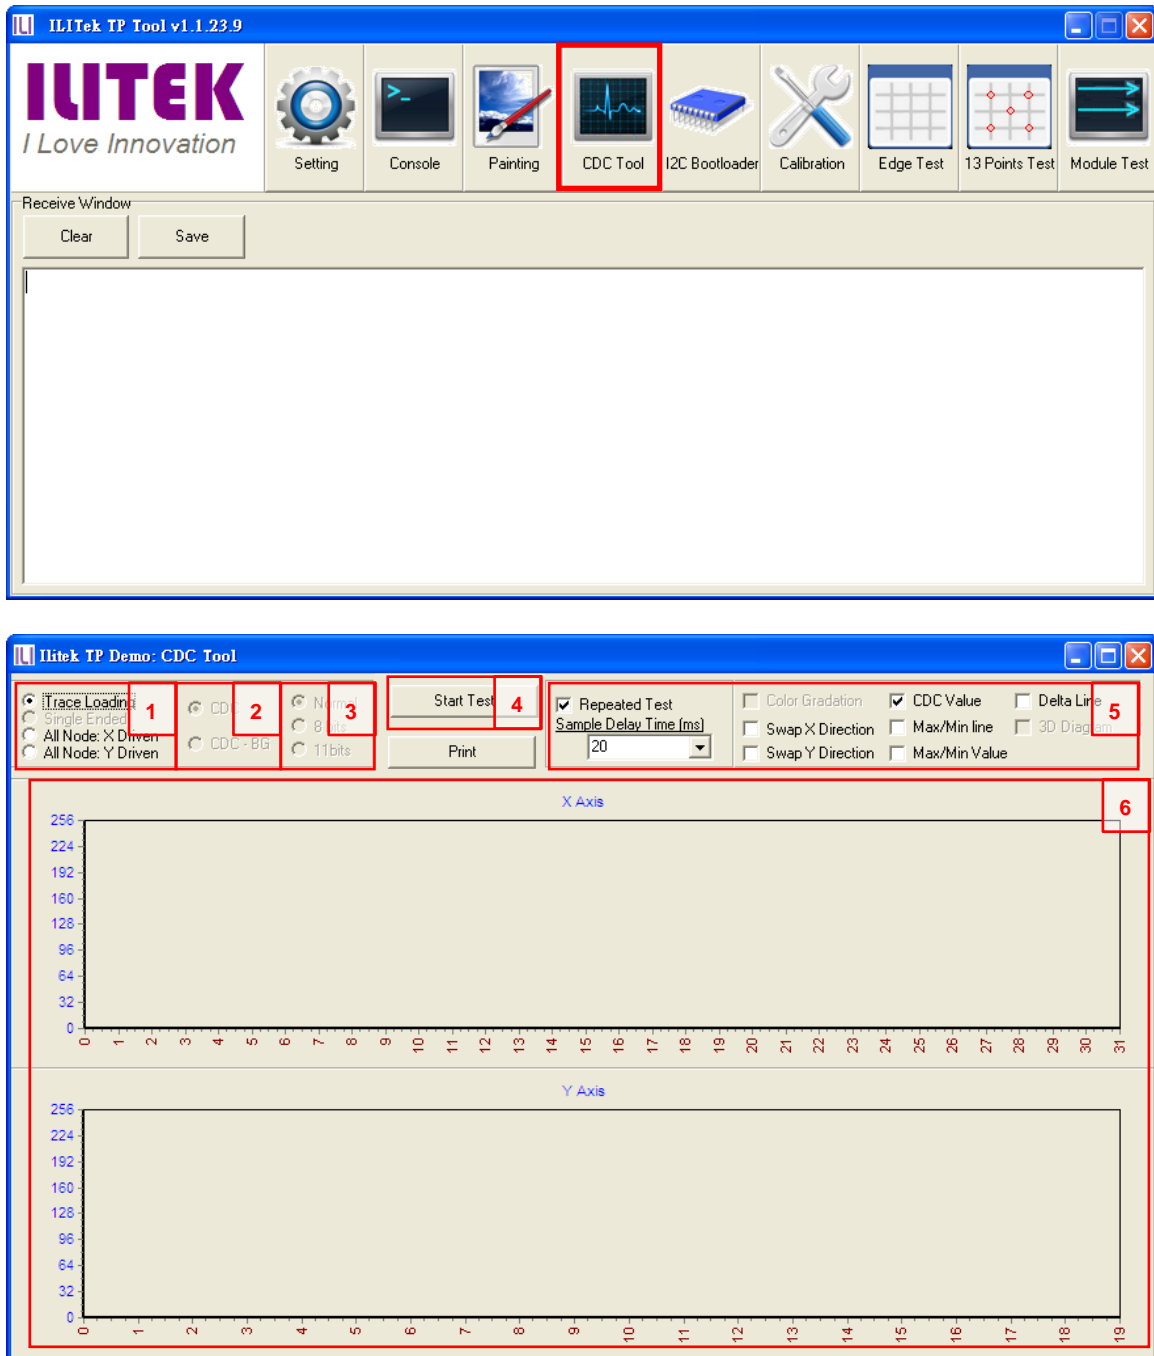 ILITek TP Tool v1.1.23.9
ILITEK
I Love Innovation
Setting
Console
Painting
CDC Tool
I2C Bootloader
Calibration
Edge Test
13 Points Test
Module Test
Receive Window
Clear
Save
Ilitek TP Demo: CDC Tool
Trace Loading
Single Ended
All Node: X Driven
All Node: Y Driven
1
CDC
CDC - BG
2
Normal
8 bits
11bits
3
Start Test
4
Print
Repeated Test
Sample Delay Time (ms)
20
Color Gradation
Swap X Direction
Swap Y Direction
CDC Value
Max/Min line
Max/Min Value
Delta Line
3D Diagram
5
6
X Axis
256
224
192
160
128
96
64
32
0
0 1 2 3 4 5 6 7 8 9 10 11 12 13 14 15 16 17 18 19 20 21 22 23 24 25 26 27 28 29 30 31
Y Axis
256
224
192
160
128
96
64
32
0
0 1 2 3 4 5 6 7 8 9 10 11 12 13 14 15 16 17 18 19